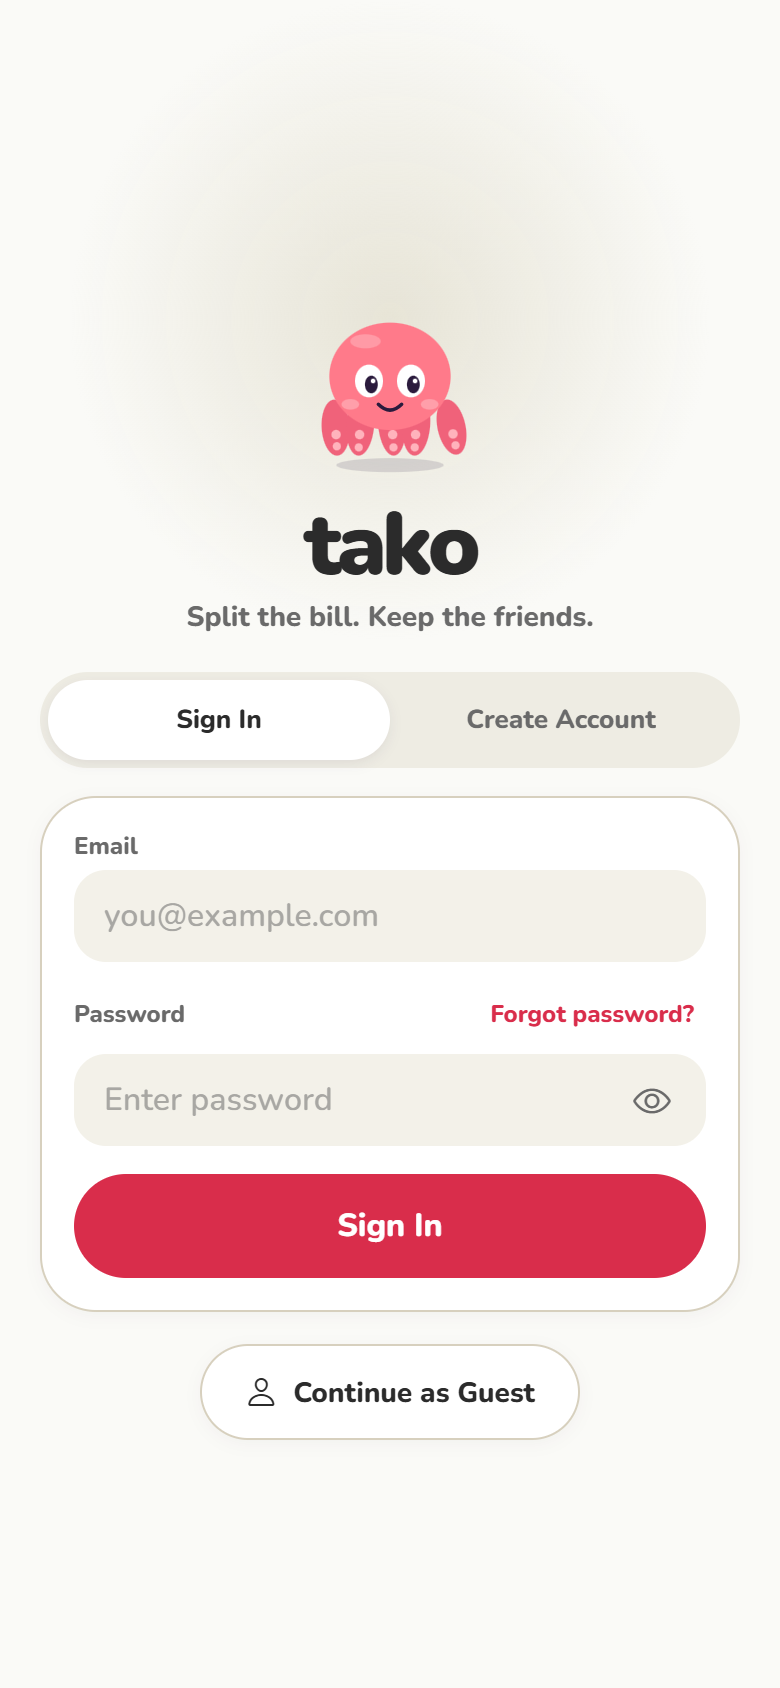 tako
Split the bill. Keep the friends.
Sign In
Create Account
Email
you@example.com
Password
Forgot password?
Enter password
Sign In
Continue as Guest